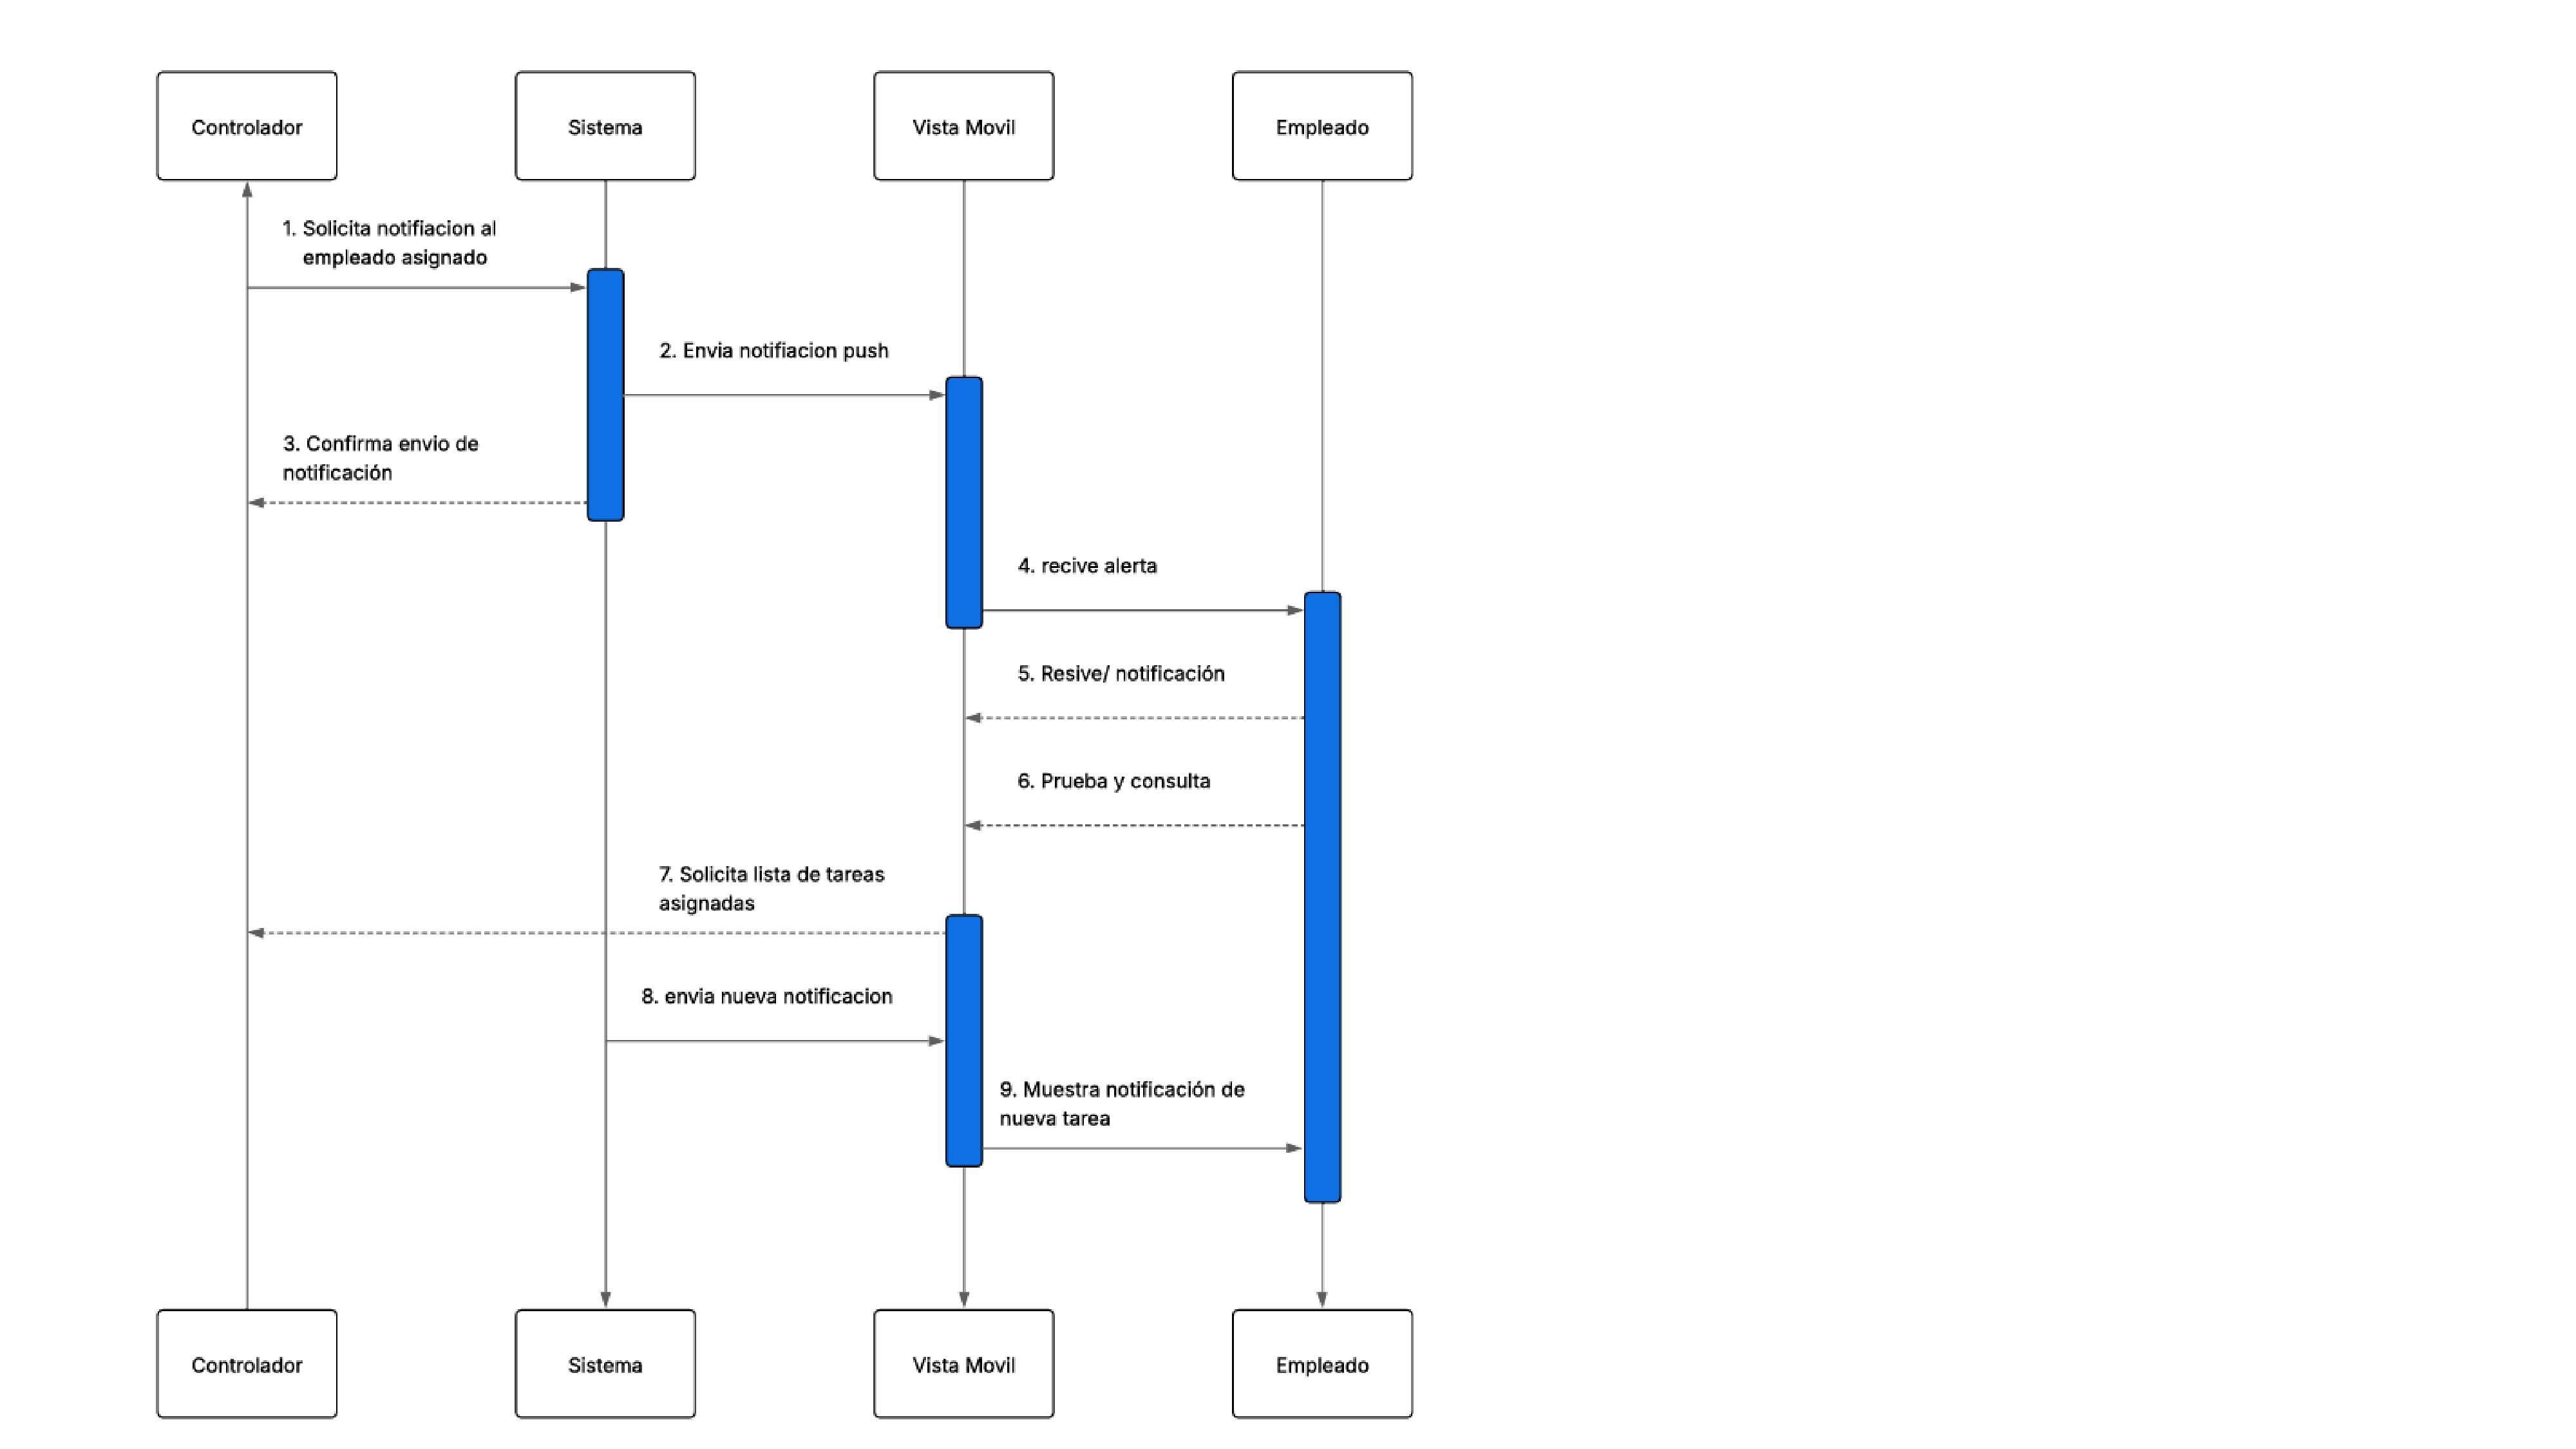 Controlador
Sistema
Vista Movil
Empleado
1. Solicita notifiacion al
empleado asignado
2. Envia notifiacion push
3. Confirma envio de
notificación
4. recive alerta
5. Resive/ notificación
6. Prueba y consulta
7. Solicita lista de tareas
asignadas
8. envia nueva notificacion
9. Muestra notificación de
nueva tarea
Controlador
Sistema
Vista Movil
Empleado